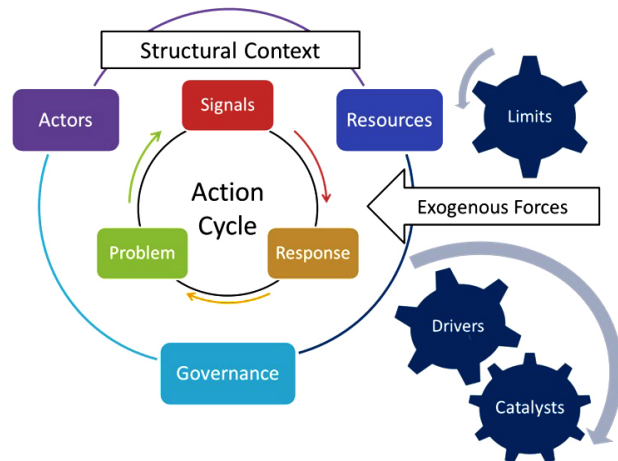 Structural Context
Actors
Signals
Resources
Limits
Action
Cycle
Exogenous Forces
Problem
Response
Drivers
Governance
Catalysts